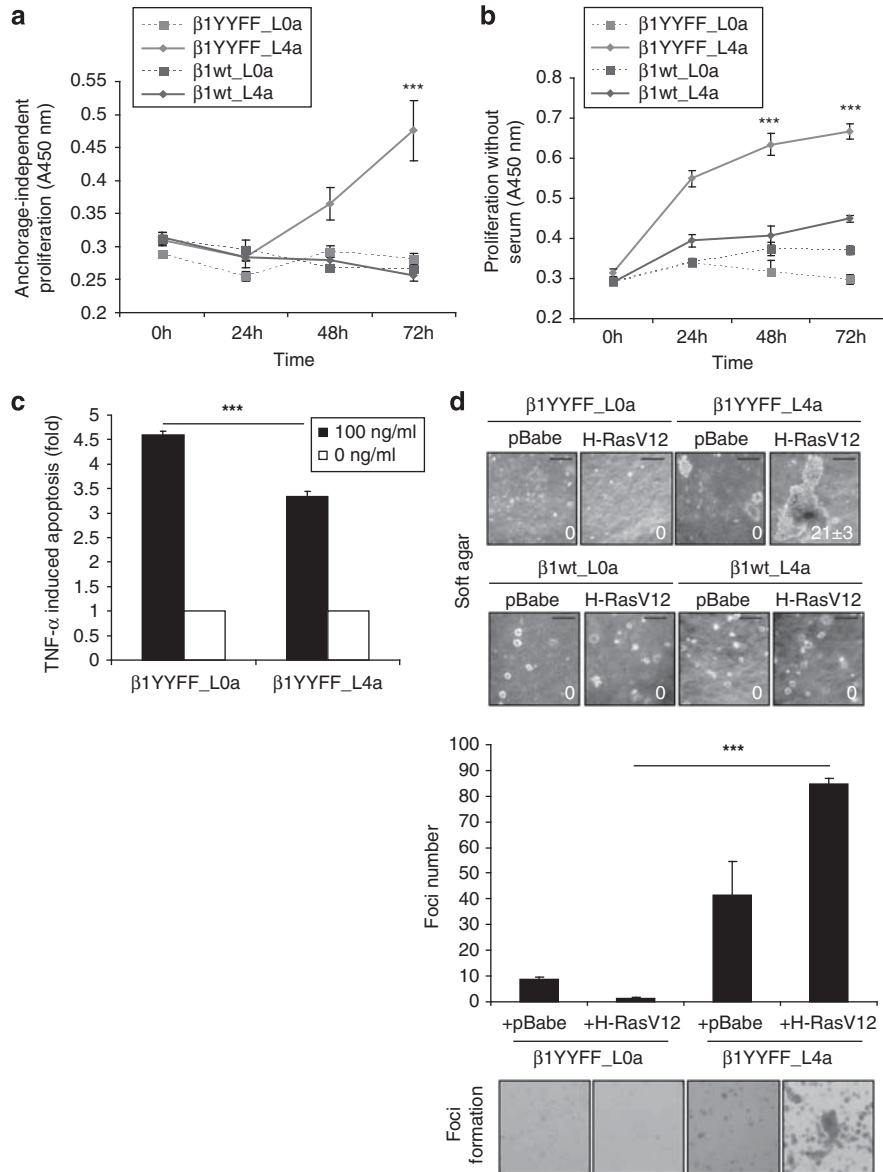 a
β1YYFF_L0a
β1YYFF_L4a
β1wt_L0a
β1wt_L4a
Anchorage-independent
proliferation (A450 nm)
0.55
0.5
0.45
0.4
0.35
0.3
0.25
0.2
***
0h 24h 48h 72h
Time
b
β1YYFF_L0a
β1YYFF_L4a
β1wt_L0a
β1wt_L4a
Proliferation without
serum (A450 nm)
0.8
0.7
0.6
0.5
0.4
0.3
0.2
*** ***
0h 24h 48h 72h
Time
c
TNF-α induced apoptosis (fold)
5
4.5
4
3.5
3
2.5
2
1.5
1
0.5
0
***
100 ng/ml
0 ng/ml
β1YYFF_L0a β1YYFF_L4a
d
Soft agar
β1YYFF_L0a β1YYFF_L4a
pBabe H-RasV12 pBabe H-RasV12
0 0 0 21±3
β1wt_L0a β1wt_L4a
pBabe H-RasV12 pBabe H-RasV12
0 0 0 0
Foci number
100
90
80
70
60
50
40
30
20
10
0
***
+pBabe +H-RasV12 +pBabe +H-RasV12
β1YYFF_L0a β1YYFF_L4a
Foci
formation